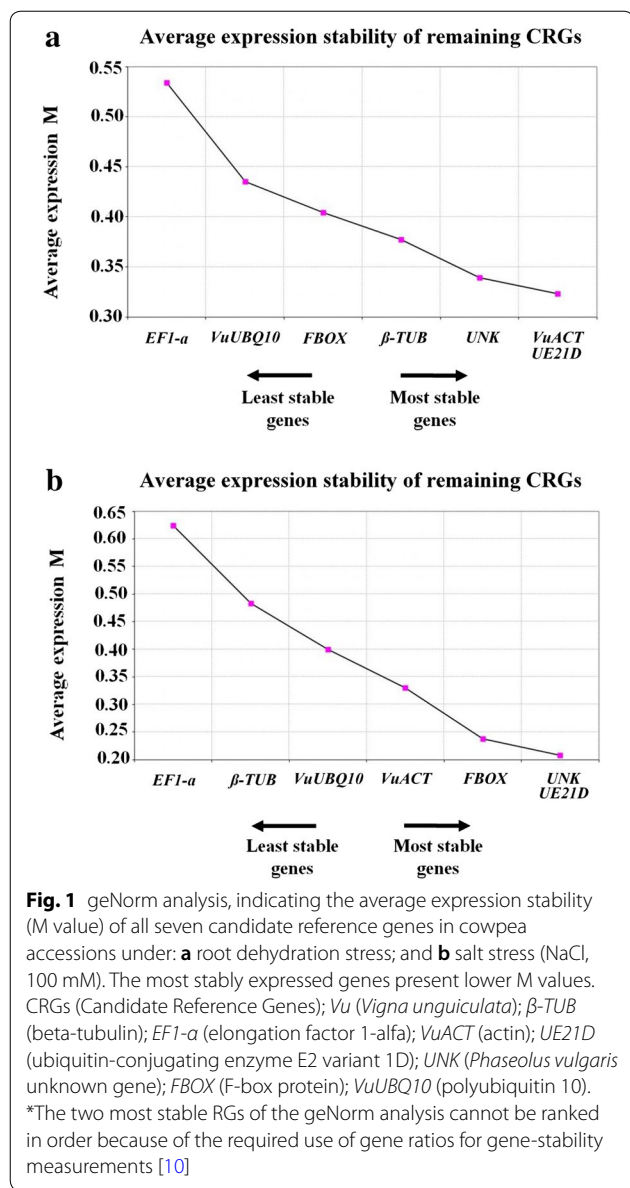 a
Average expression stability of remaining CRGs
Average expression M
0.55
0.50
0.45
0.40
0.35
0.30
EF1-a VuUBQ10 FBOX β-TUB UNK VuACT
UE21D
Least stable Most stable
genes genes
b
Average expression stability of remaining CRGs
Average expression M
0.65
0.60
0.55
0.50
0.45
0.40
0.35
0.30
0.25
0.20
EF1-a β-TUB VuUBQ10 VuACT FBOX UNK
UE21D
Least stable Most stable
genes genes
Fig. 1 geNorm analysis, indicating the average expression stability
(M value) of all seven candidate reference genes in cowpea
accessions under: a root dehydration stress; and b salt stress (NaCl,
100 mM). The most stably expressed genes present lower M values.
CRGs (Candidate Reference Genes); Vu (Vigna unguiculata); β-TUB
(beta-tubulin); EF1-a (elongation factor 1-alfa); VuACT (actin); UE21D
(ubiquitin-conjugating enzyme E2 variant 1D); UNK (Phaseolus vulgaris
unknown gene); FBOX (F-box protein); VuUBQ10 (polyubiquitin 10).
*The two most stable RGs of the geNorm analysis cannot be ranked
in order because of the required use of gene ratios for gene-stability
measurements [10]